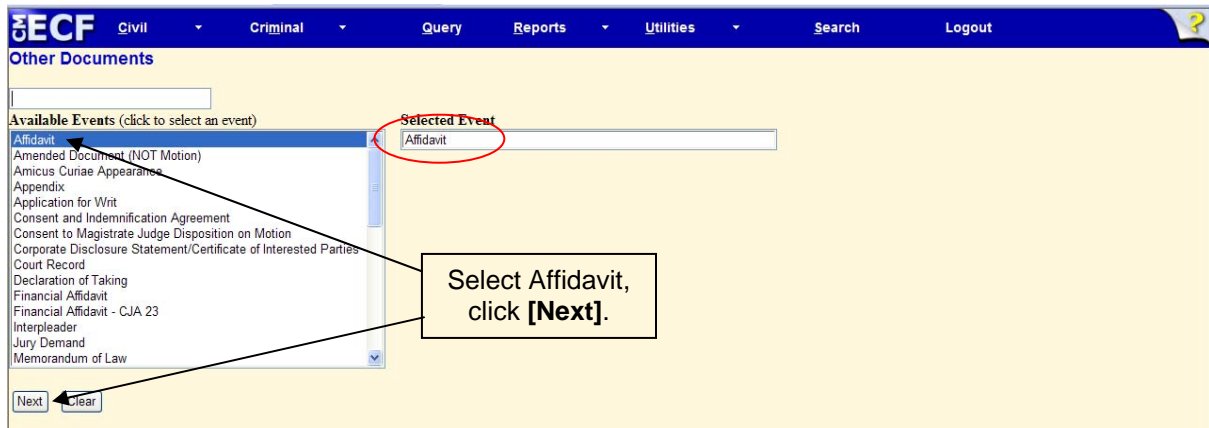 CM ECF Civil Criminal Query Reports Utilities Search Logout ?
Other Documents
Available Events (click to select an event) Selected Event
Affidavit Affidavit
Amended Document (NOT Motion)
Amicus Curiae Appearance
Appendix
Application for Writ
Consent and Indemnification Agreement
Consent to Magistrate Judge Disposition on Motion
Corporate Disclosure Statement/Certificate of Interested Parties
Court Record
Declaration of Taking
Financial Affidavit
Financial Affidavit - CJA 23
Interpleader
Jury Demand
Memorandum of Law
Select Affidavit,
click [Next].
Next Clear